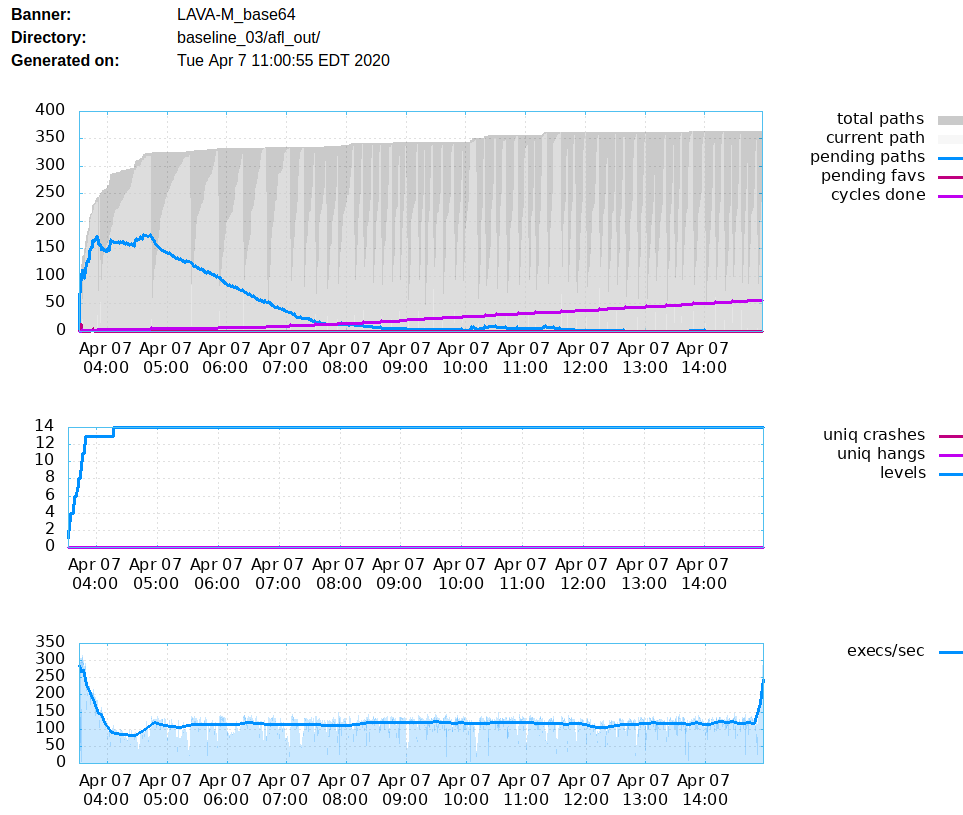 Banner: LAVA-M_base64
Directory: baseline_03/afl_out/
Generated on: Tue Apr 7 11:00:55 EDT 2020
400
350
300
250
200
150
100
50
0
Apr 07 Apr 07 Apr 07 Apr 07 Apr 07 Apr 07 Apr 07 Apr 07 Apr 07 Apr 07 Apr 07
04:00 05:00 06:00 07:00 08:00 09:00 10:00 11:00 12:00 13:00 14:00
total paths
current path
pending paths
pending favs
cycles done
14
12
10
8
6
4
2
0
Apr 07 Apr 07 Apr 07 Apr 07 Apr 07 Apr 07 Apr 07 Apr 07 Apr 07 Apr 07 Apr 07
04:00 05:00 06:00 07:00 08:00 09:00 10:00 11:00 12:00 13:00 14:00
uniq crashes
uniq hangs
levels
350
300
250
200
150
100
50
0
Apr 07 Apr 07 Apr 07 Apr 07 Apr 07 Apr 07 Apr 07 Apr 07 Apr 07 Apr 07 Apr 07
04:00 05:00 06:00 07:00 08:00 09:00 10:00 11:00 12:00 13:00 14:00
execs/sec